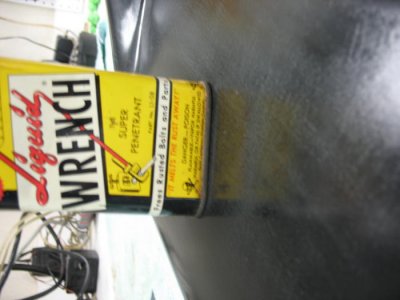 Liquid
WRENCH
THE
SUPER
PENETRANT
Frees Rusted Bolts and Parts
IT MELTS THE RUST AWAY!
DANGER — POISON